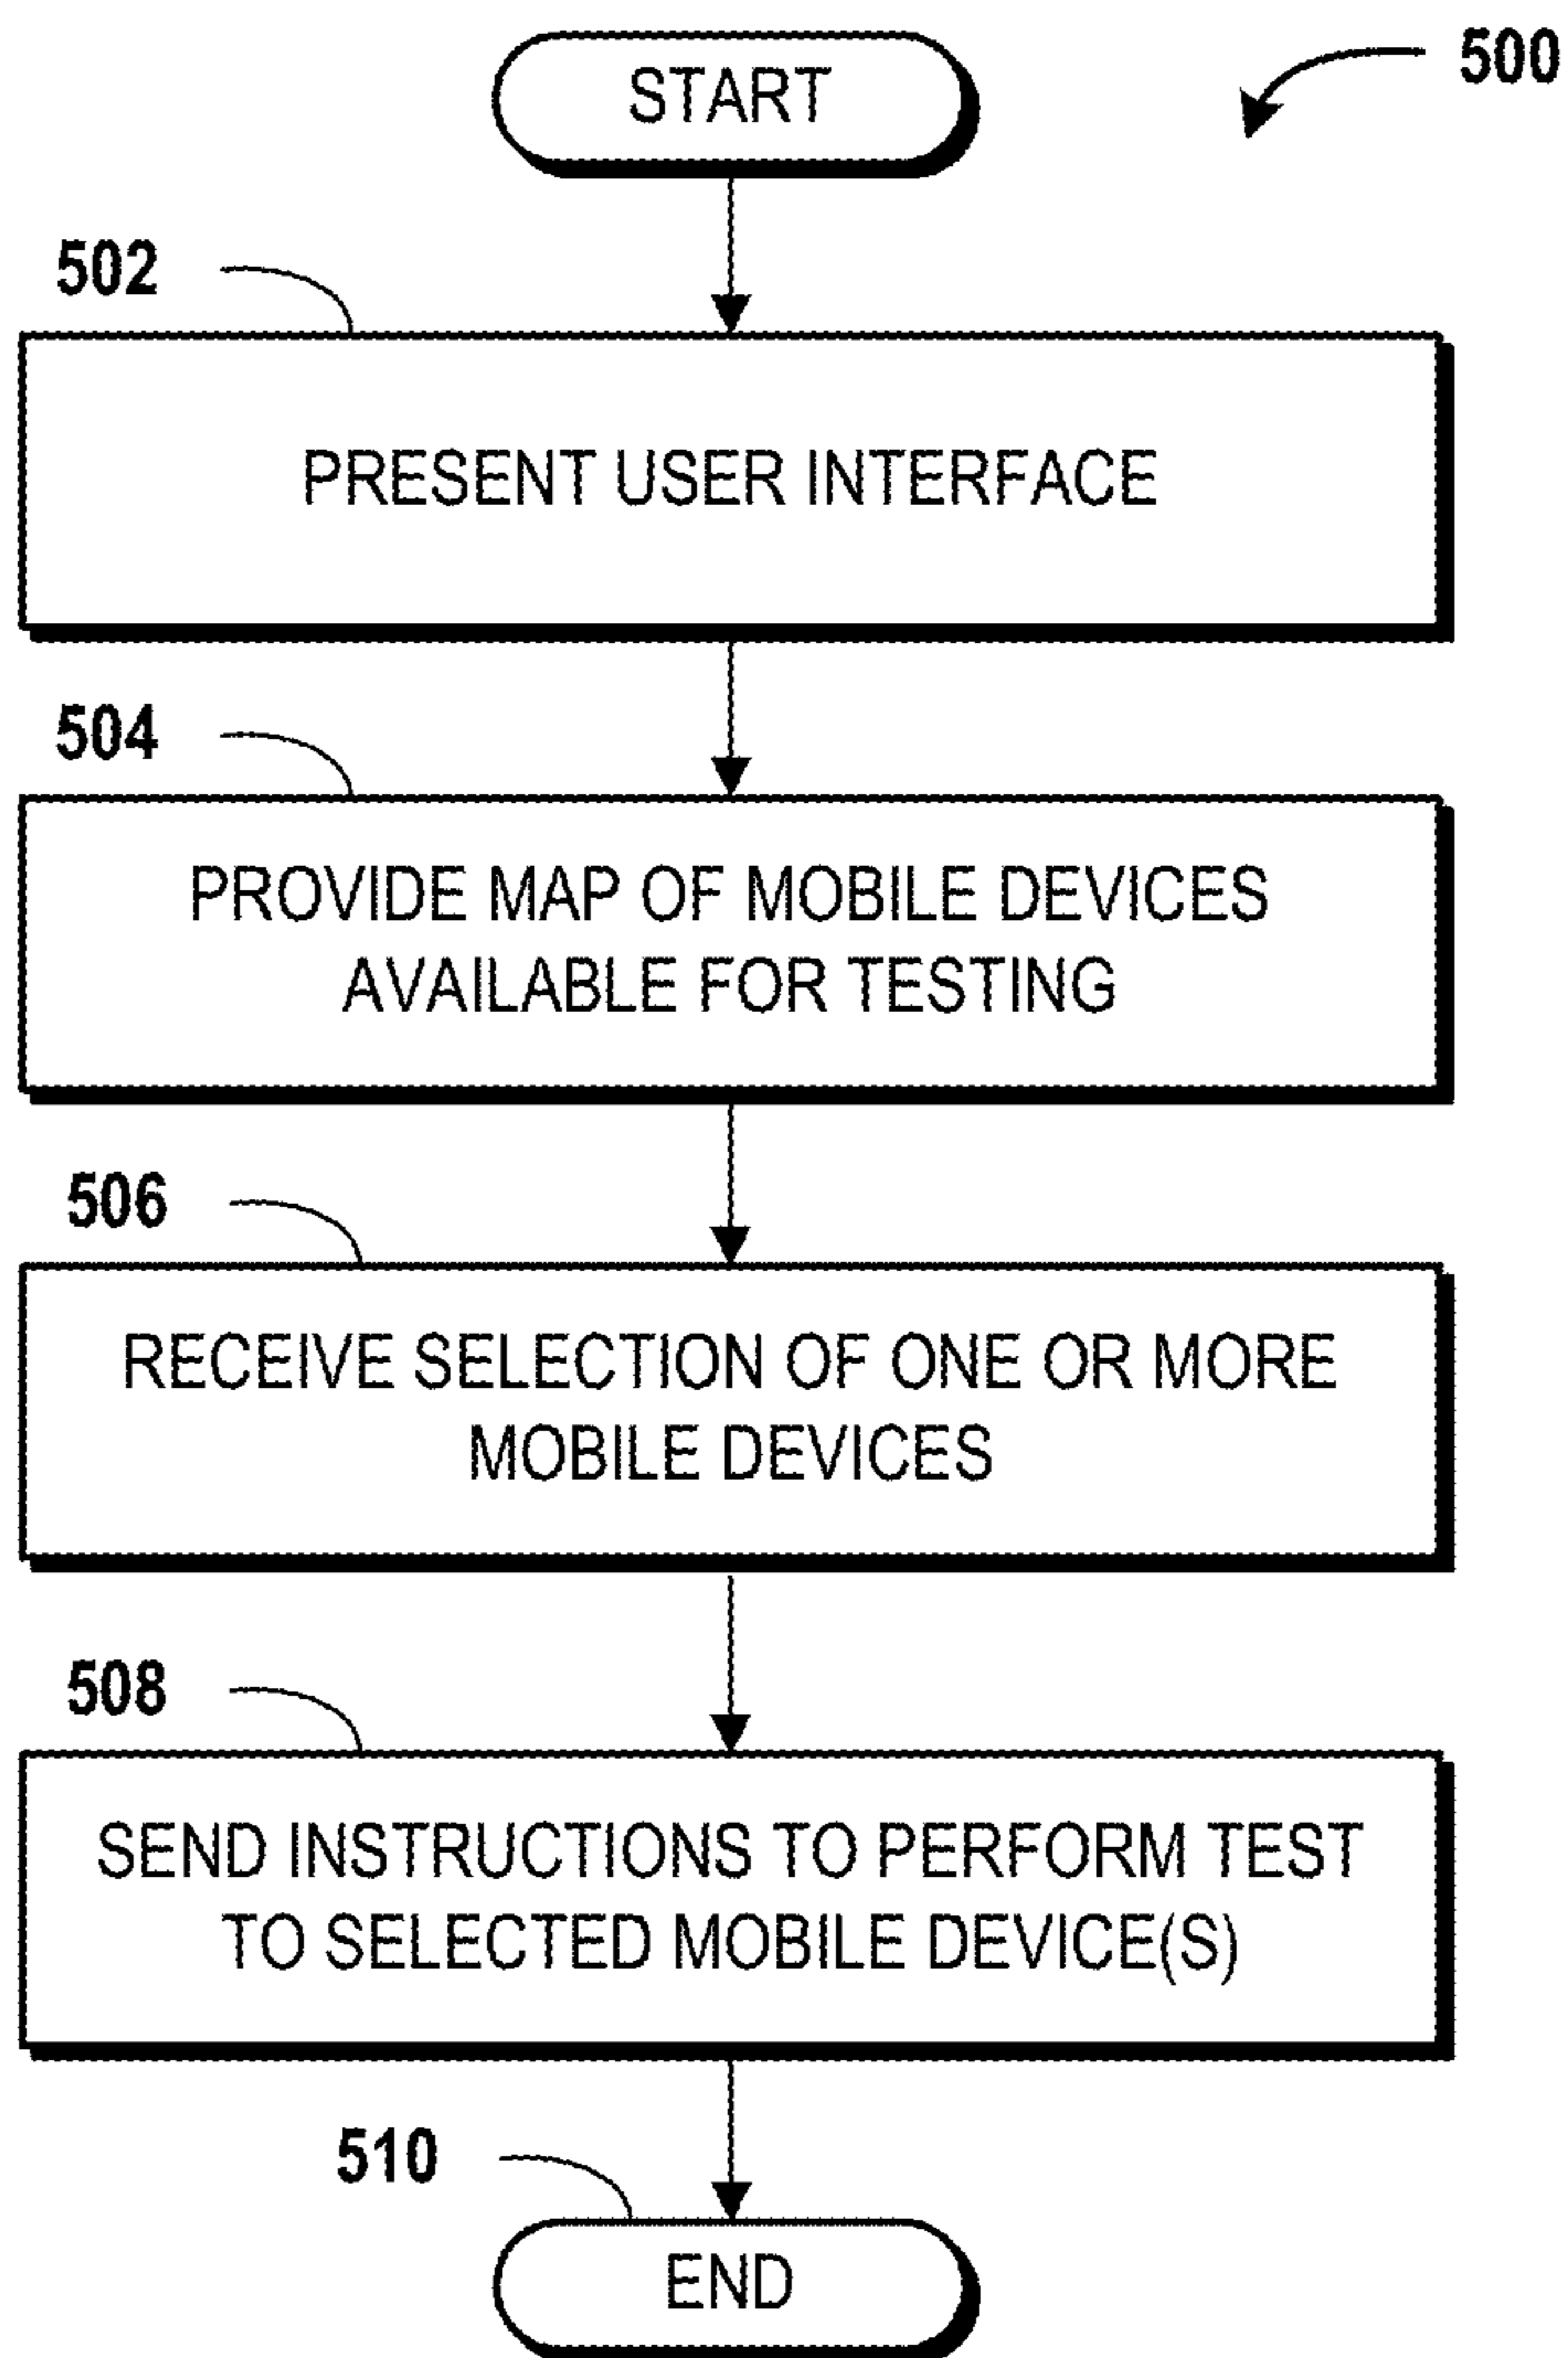 START
500
502
PRESENT USER INTERFACE
504
PROVIDE MAP OF MOBILE DEVICES
AVAILABLE FOR TESTING
506
RECEIVE SELECTION OF ONE OR MORE
MOBILE DEVICES
508
SEND INSTRUCTIONS TO PERFORM TEST
TO SELECTED MOBILE DEVICE(S)
510
END